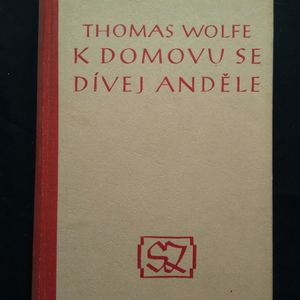 THOMAS WOLFE
K DOMOVU SE
DÍVEJ ANDĚLE
SZ